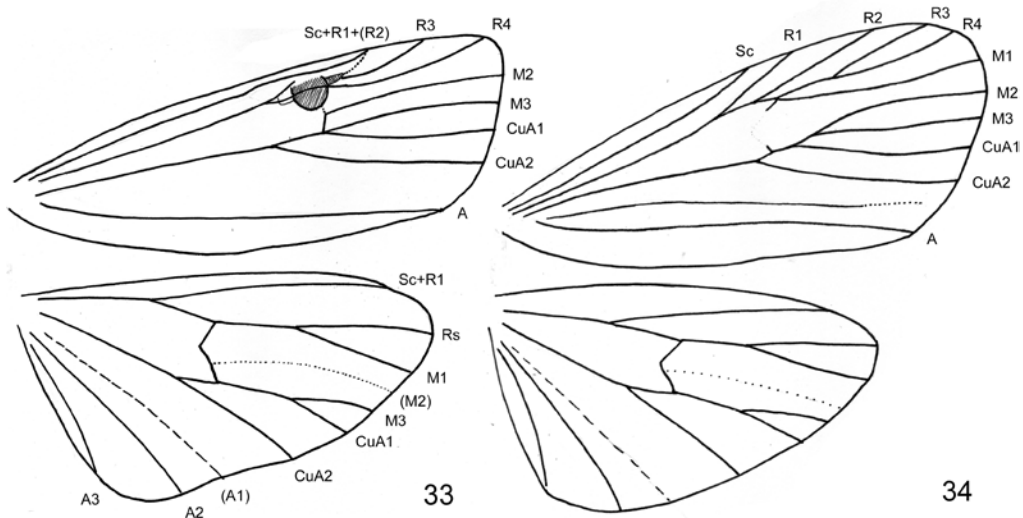 Sc+R1+(R2)
R3
R4
M2
M3
CuA1
CuA2
A
Sc
R1
R2
R3
R4
M1
M2
M3
CuA1
CuA2
A
Sc+R1
Rs
M1
(M2)
M3
CuA1
CuA2
(A1)
A2
A3
33
34